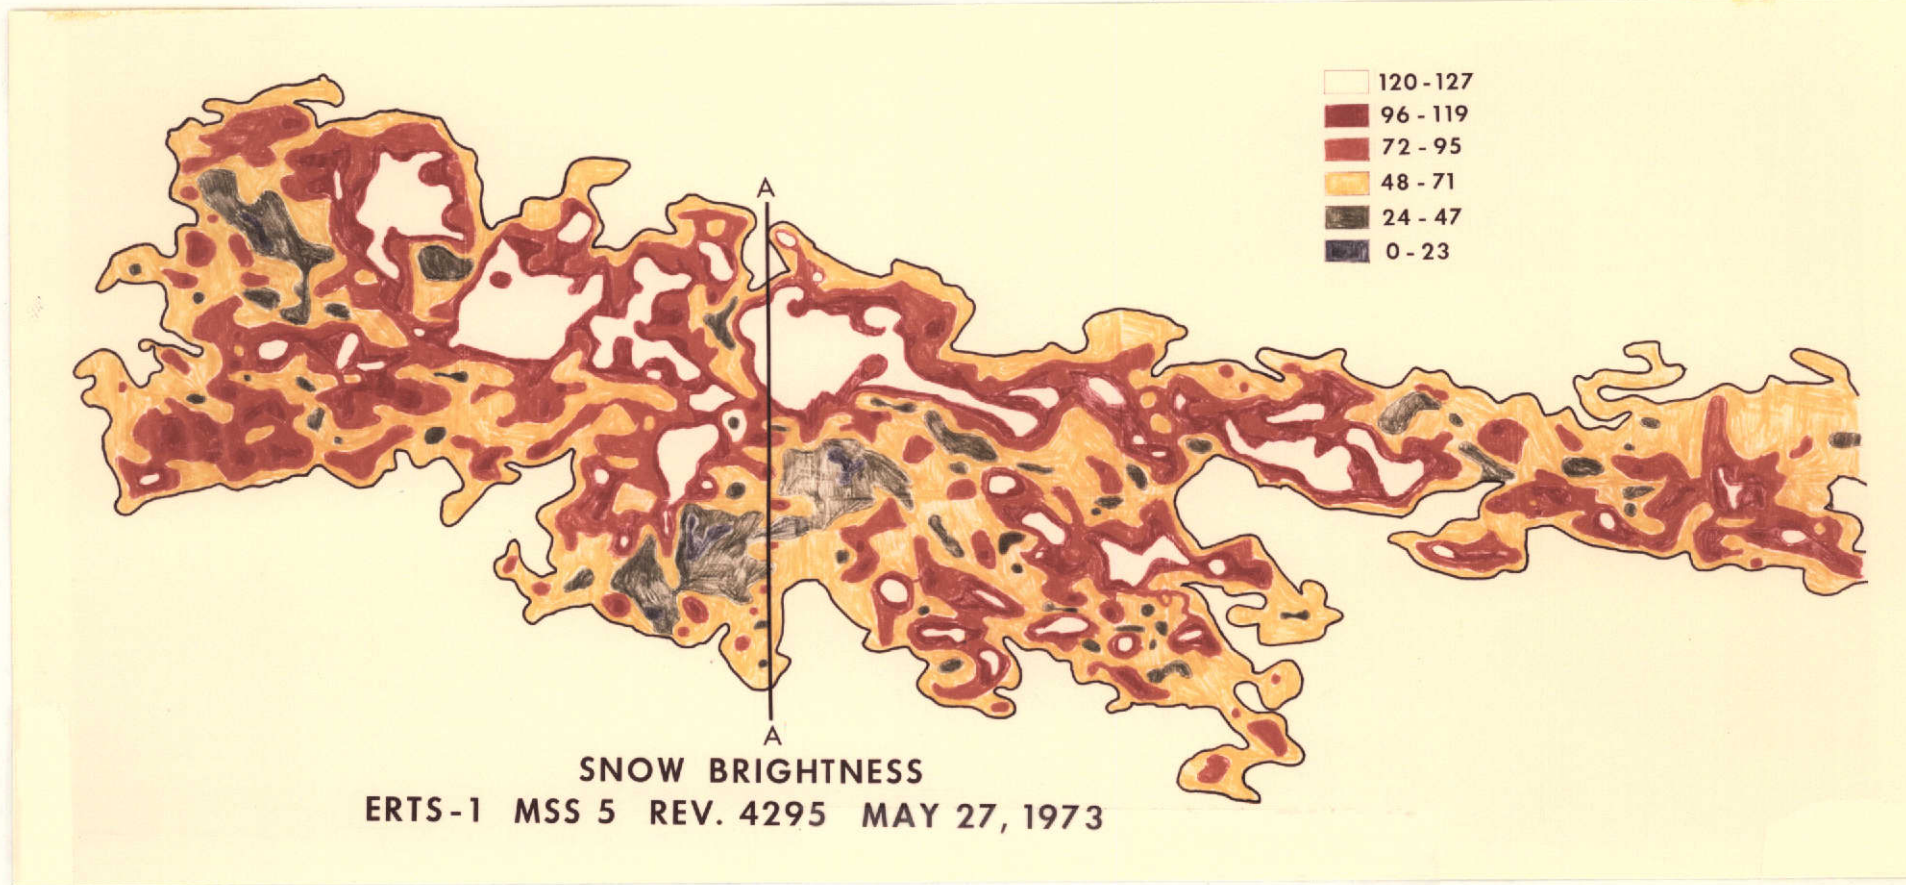 120-127
96-119
72-95
48-71
24-47
0-23
A
A
SNOW BRIGHTNESS
ERTS-1 MSS 5 REV. 4295 MAY 27, 1973